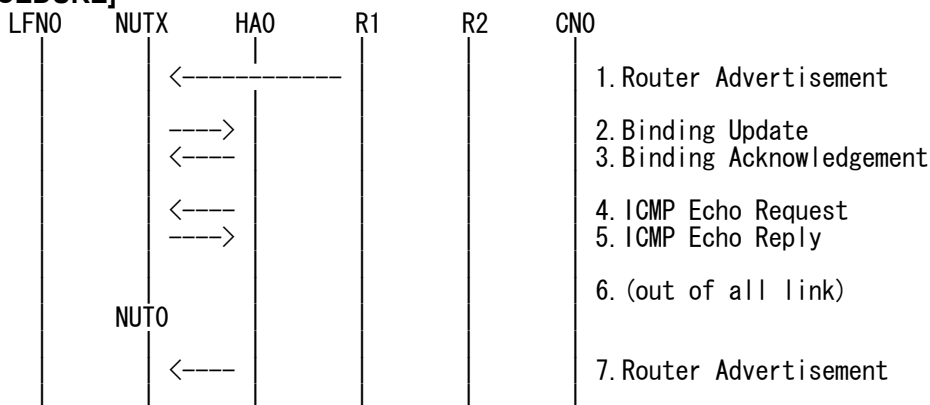 LFN0 NUTX HA0 R1 R2 CN0
1.Router Advertisement
2.Binding Update
3.Binding Acknowledgement
4.ICMP Echo Request
5.ICMP Echo Reply
6.(out of all link)
NUT0
7.Router Advertisement